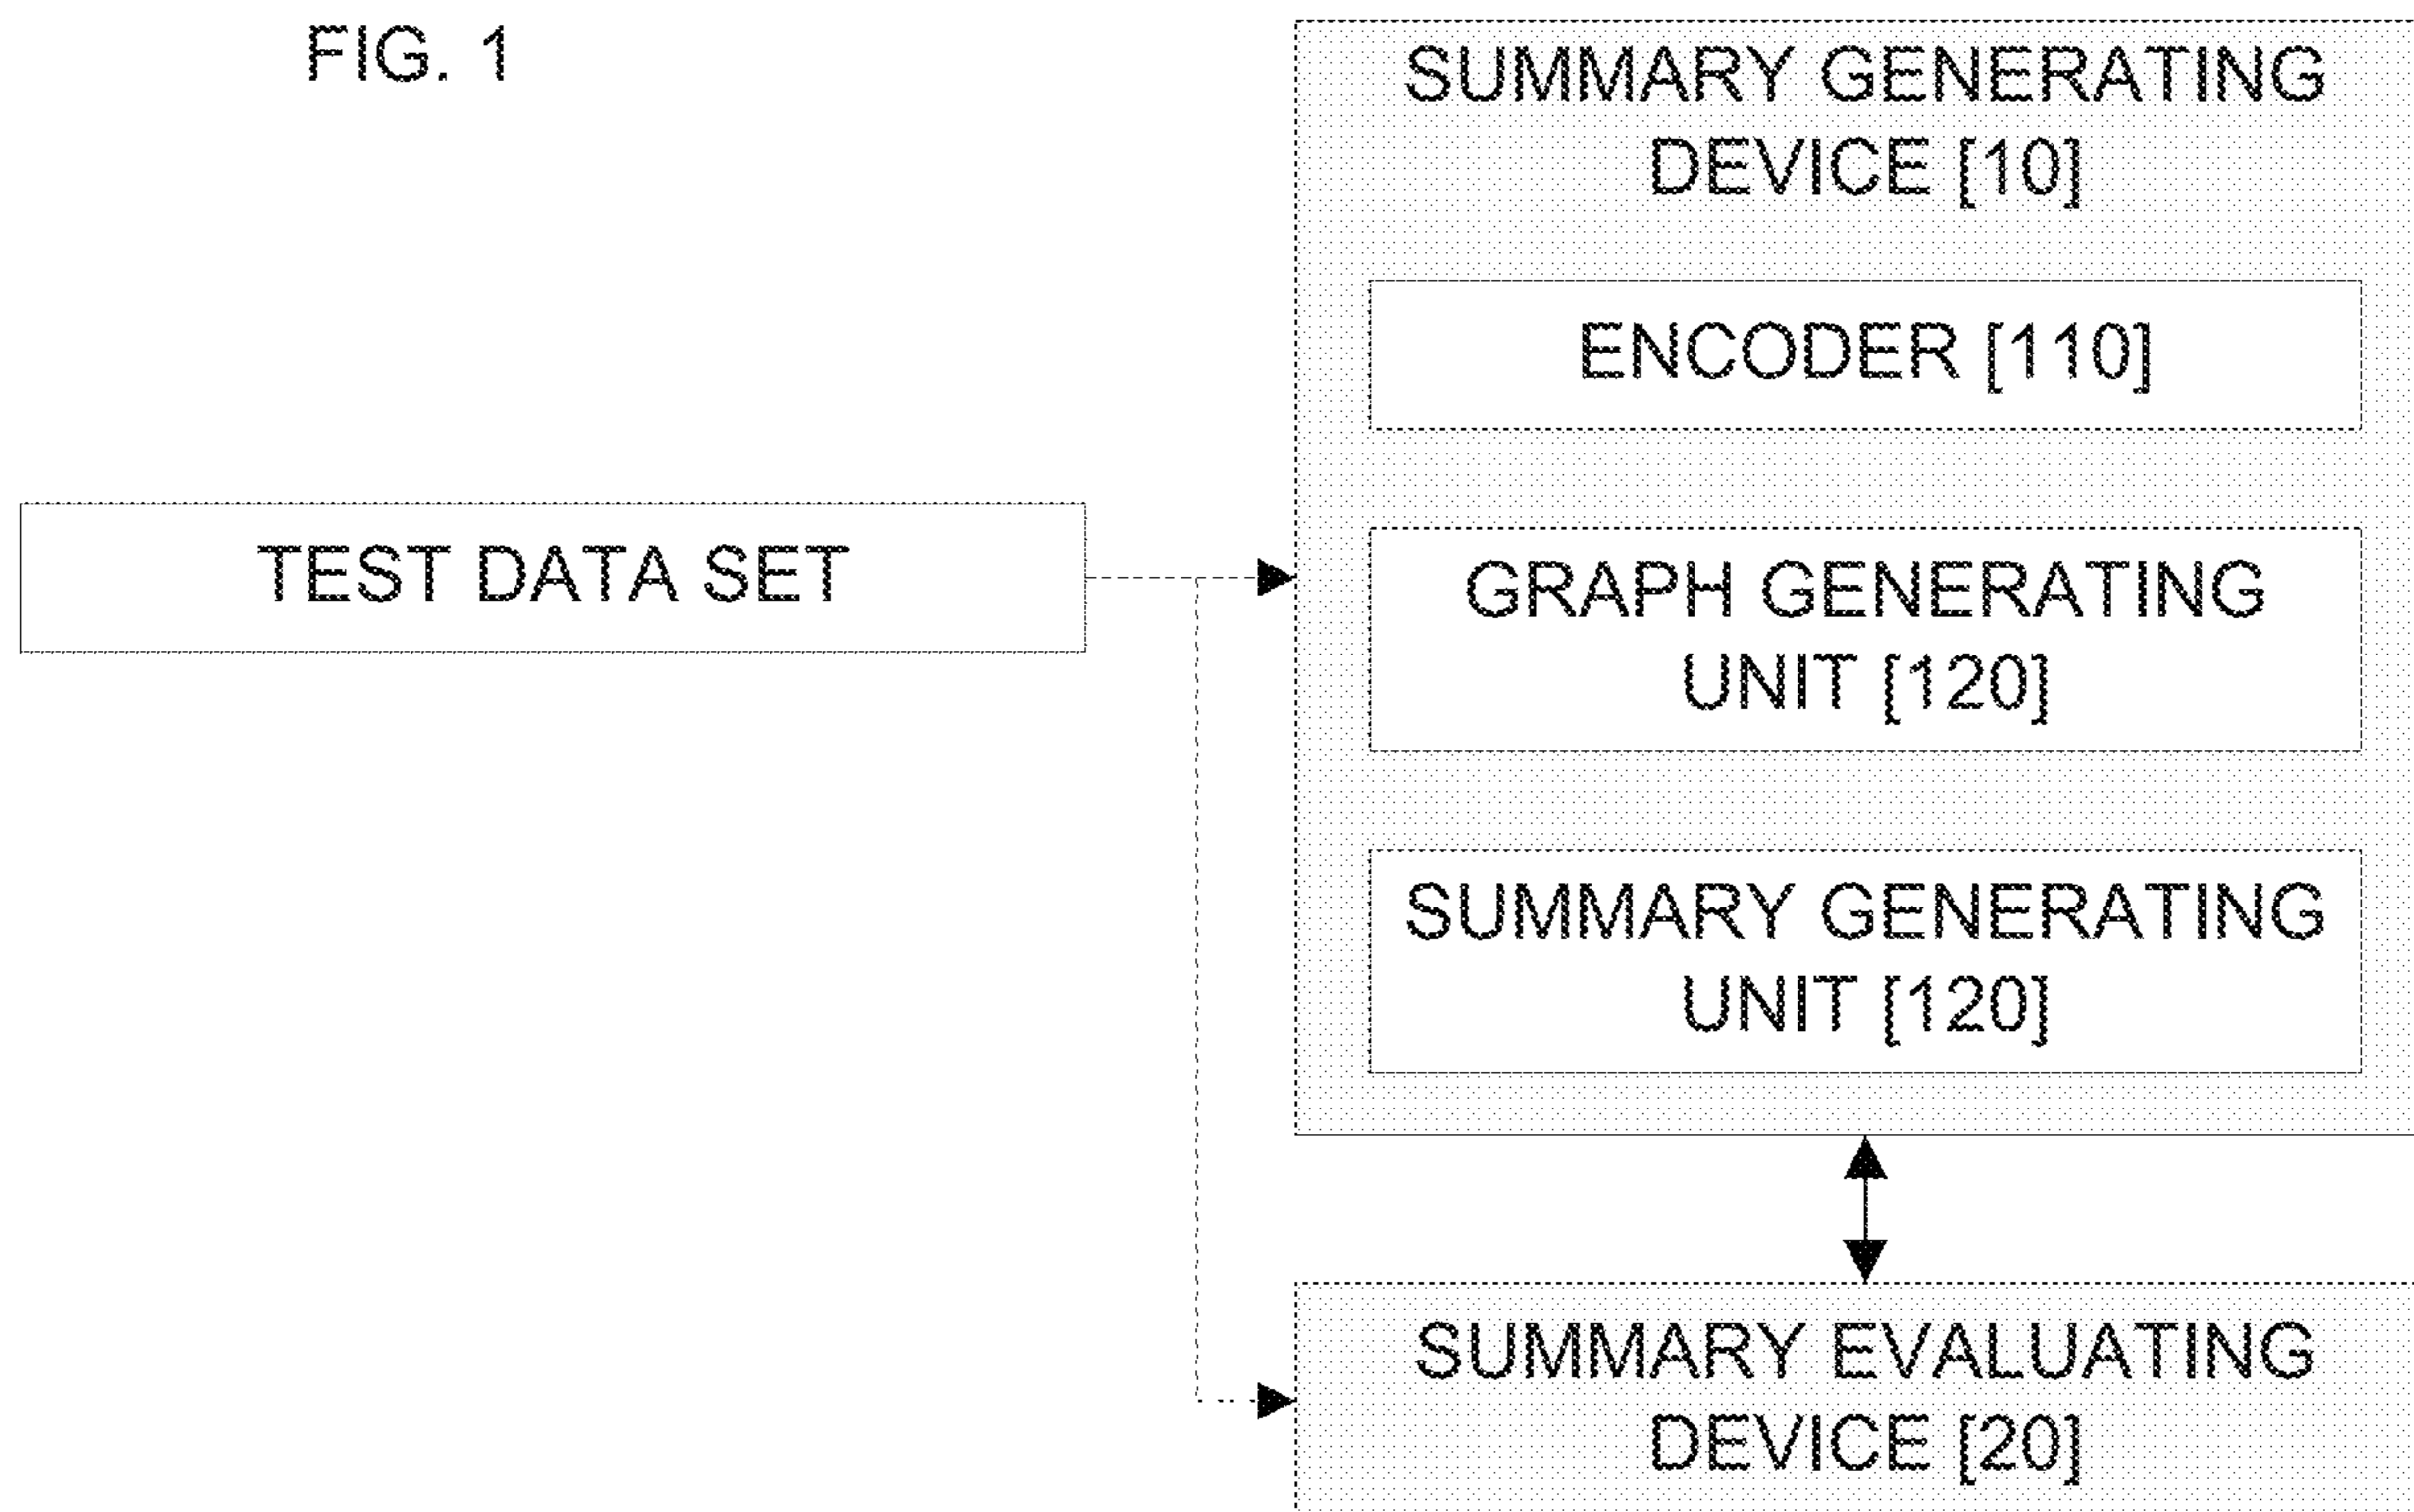 FIG. 1
SUMMARY GENERATING
DEVICE [10]
ENCODER [110]
TEST DATA SET
GRAPH GENERATING
UNIT [120]
SUMMARY GENERATING
UNIT [120]
SUMMARY EVALUATING
DEVICE [20]